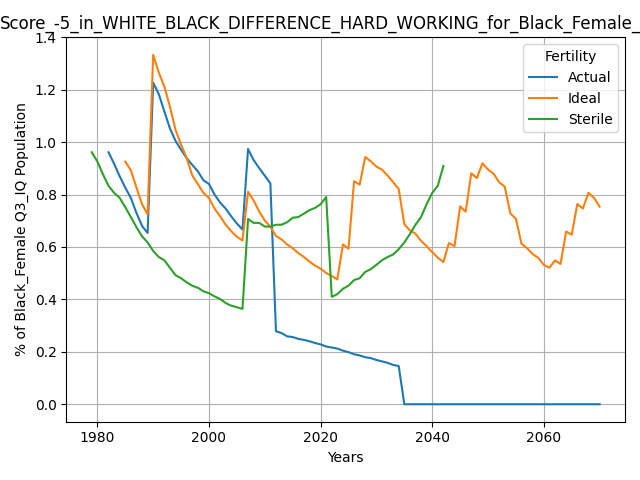 Score_-5_in_WHITE_BLACK_DIFFERENCE_HARD_WORKING_for_Black_Female_
Fertility
Actual
Ideal
Sterile
% of Black_Female Q3_IQ Population
1.4
1.2
1.0
0.8
0.6
0.4
0.2
0.0
1980
2000
2020
2040
2060
Years